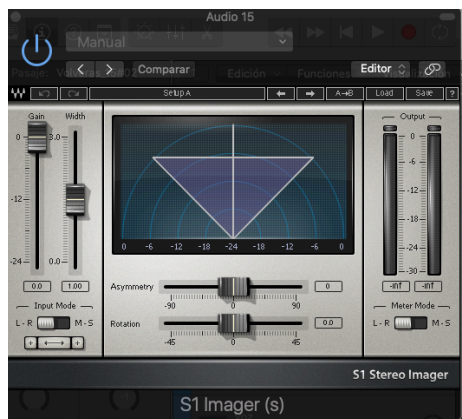 Audio 15
Manual
Comparar
Editor
Edición
Setup A
A→B
Load
Save
?
Gain
Width
Output
0
3.0
-12
-24
0.0
0 -6 -12 -18 -24 -18 -12 -6 0
0
-6
-12
-18
-24
-30
0.0
1.00
Asymmetry
-90 0 90
0
Rotation
-45 0 45
0.0
-inf
-inf
Input Mode
L - R
M - S
Meter Mode
L - R
M - S
S1 Stereo Imager
S1 Imager (s)